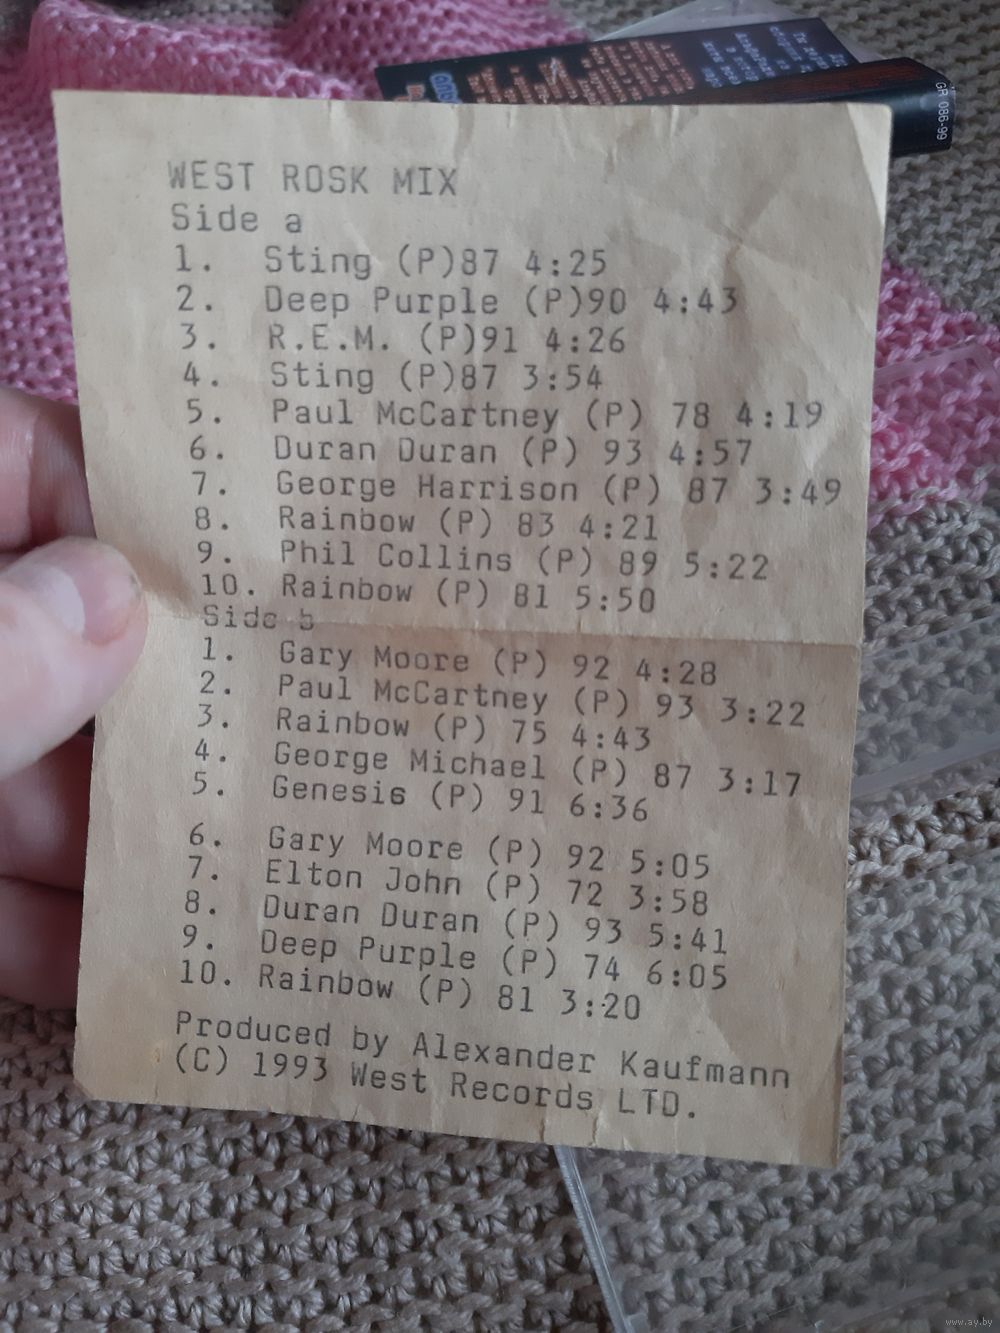 WEST ROSK MIX
Side a
1. Sting (P)87 4:25
2. Deep Purple (P)90 4:43
3. R.E.M. (P)91 4:26
4. Sting (P)87 3:54
5. Paul McCartney (P) 78 4:19
6. Duran Duran (P) 93 4:57
7. George Harrison (P) 87 3:49
8. Rainbow (P) 83 4:21
9. Phil Collins (P) 89 5:22
10. Rainbow (P) 81 5:50
Side b
1. Gary Moore (P) 92 4:28
2. Paul McCartney (P) 93 3:22
3. Rainbow (P) 75 4:43
4. George Michael (P) 87 3:17
5. Genesis (P) 91 6:36
6. Gary Moore (P) 92 5:05
7. Elton John (P) 72 3:58
8. Duran Duran (P) 93 5:41
9. Deep Purple (P) 74 6:05
10. Rainbow (P) 81 3:20
Produced by Alexander Kaufmann
(C) 1993 West Records LTD.
GR 086-99
www.ay.by